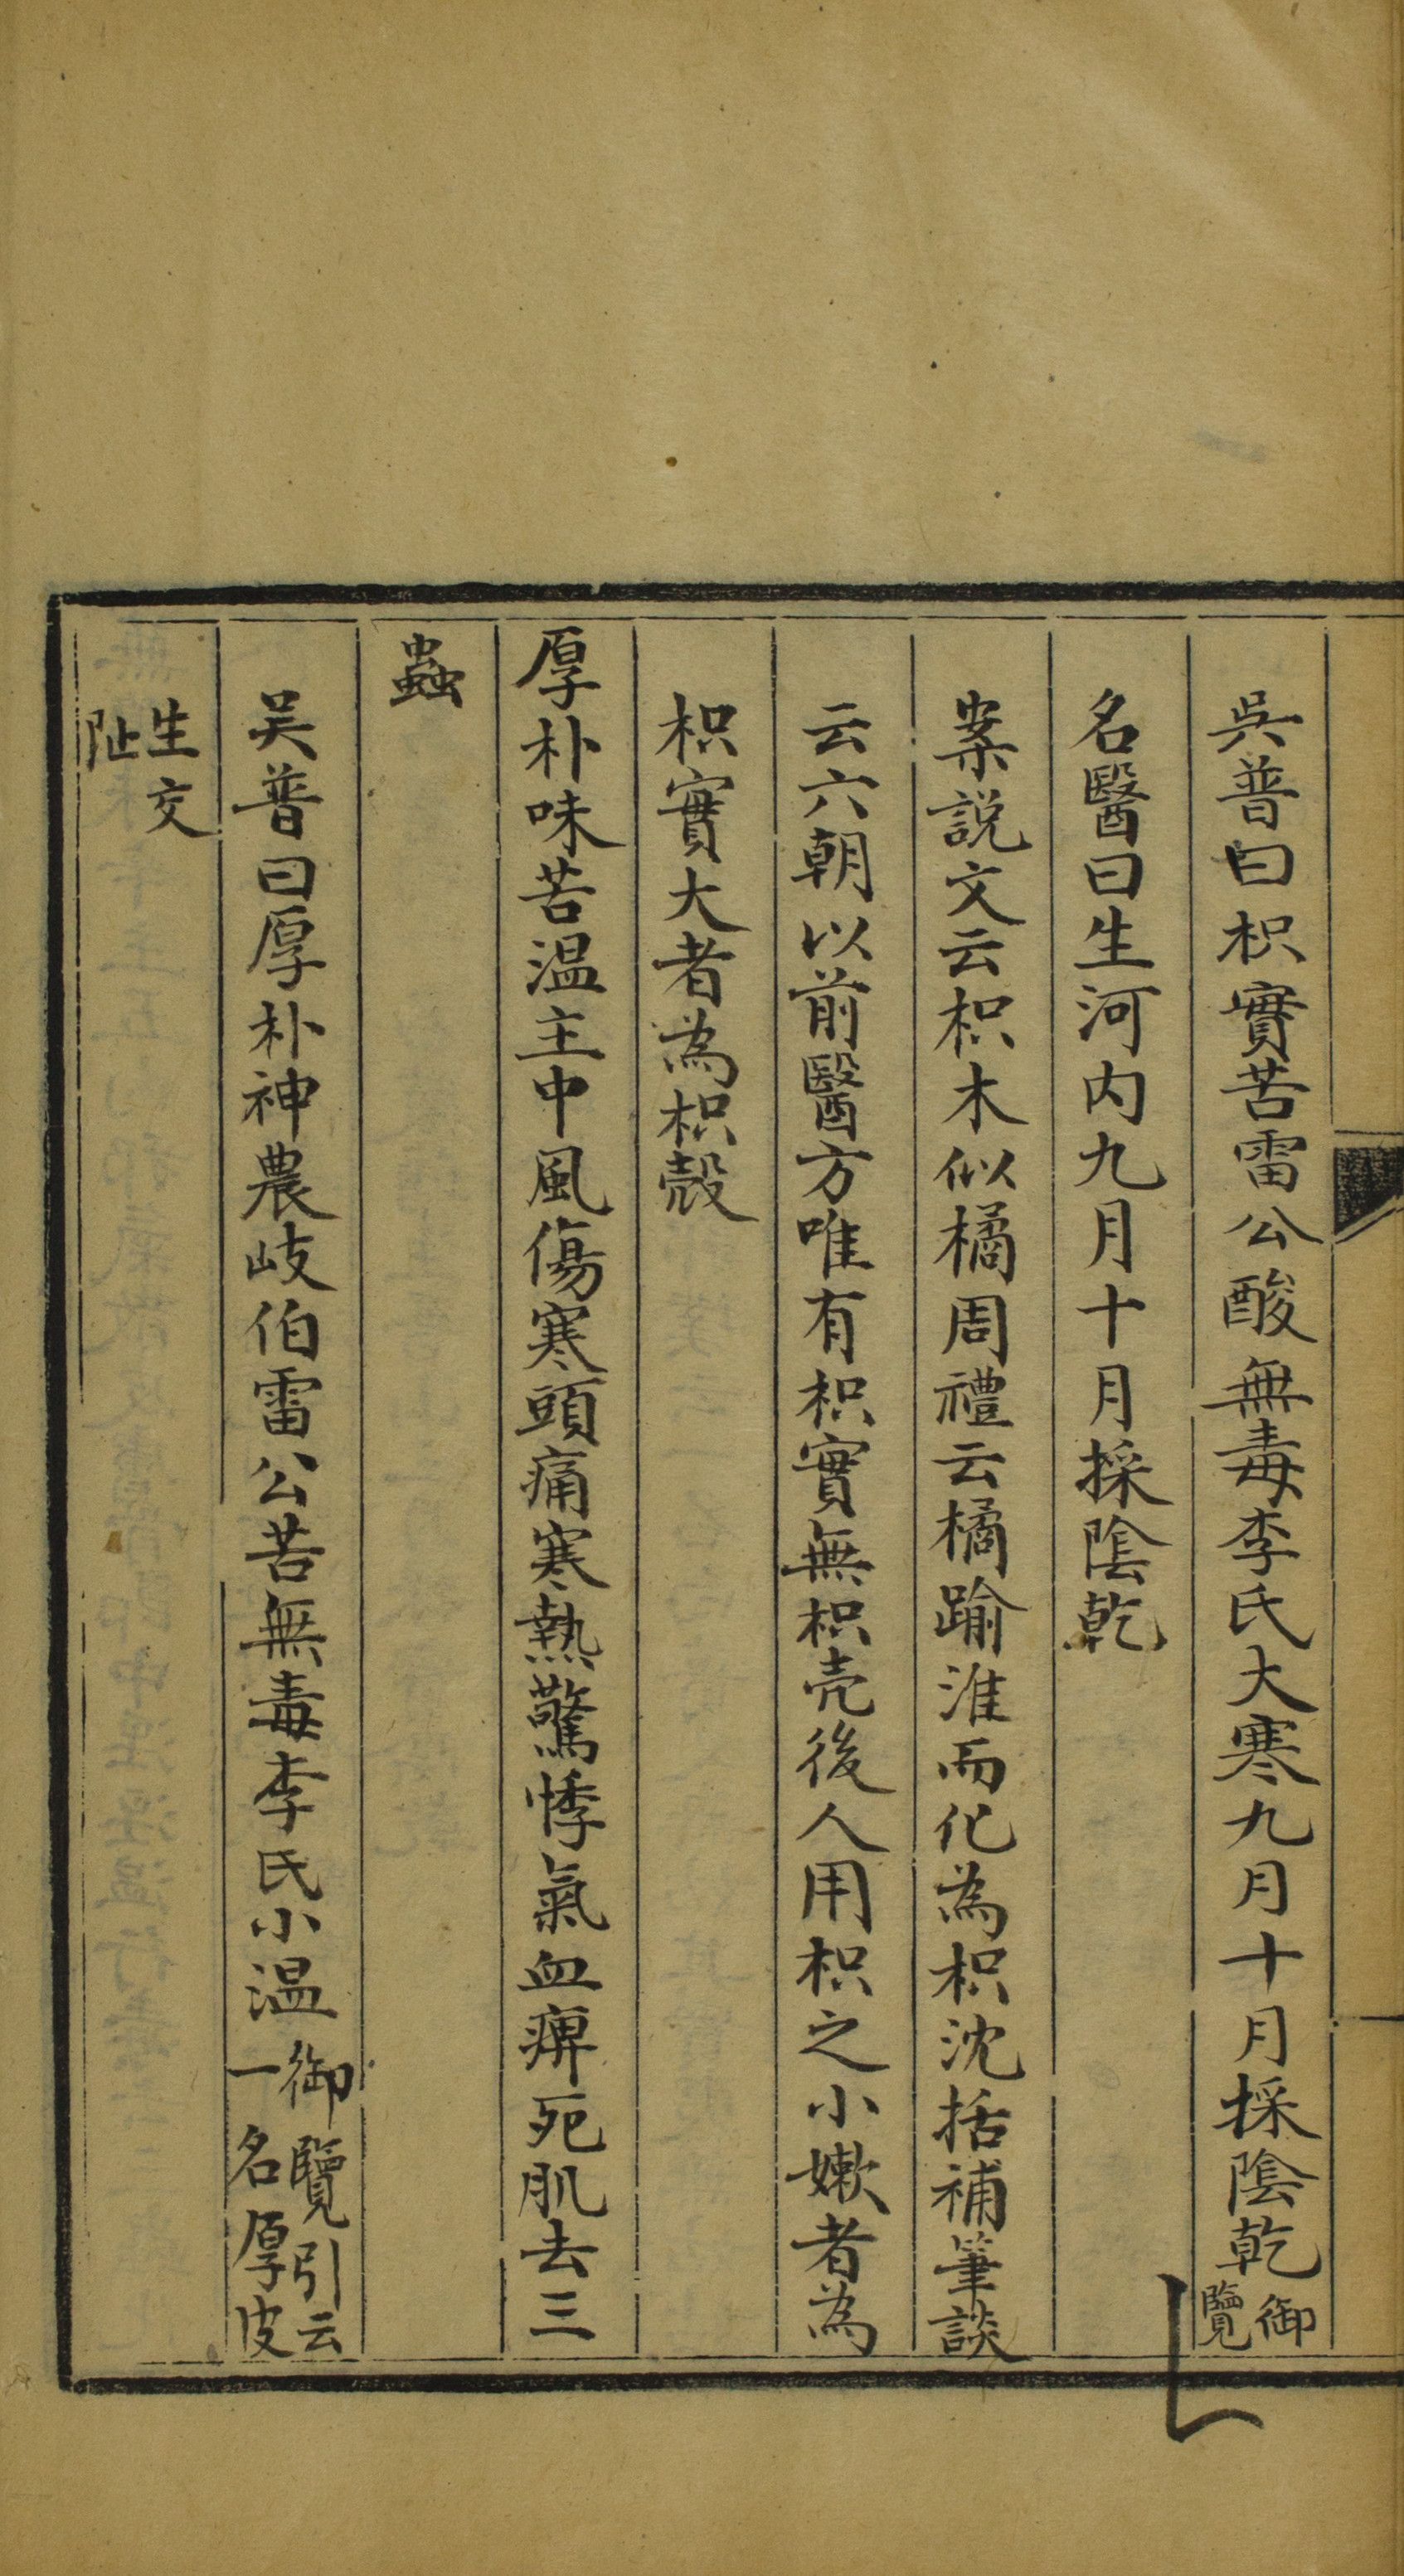 吳普曰枳實苦雷公酸無毒李氏大寒九月十月採陰乾御覽
名醫曰生河内九月十月採陰乾
案說文云枳木似橘周禮云橘踰淮而化為枳沈括補筆談
云六朝以前醫方唯有枳實無枳壳後人用枳之小嫩者為
枳實大者為枳殻
厚朴味苦温主中風傷寒頭痛寒熱驚悸氣血痹死肌去三
蟲
吴普曰厚朴神農岐伯雷公苦無毒李氏小温御覽引云一名厚皮
生交阯